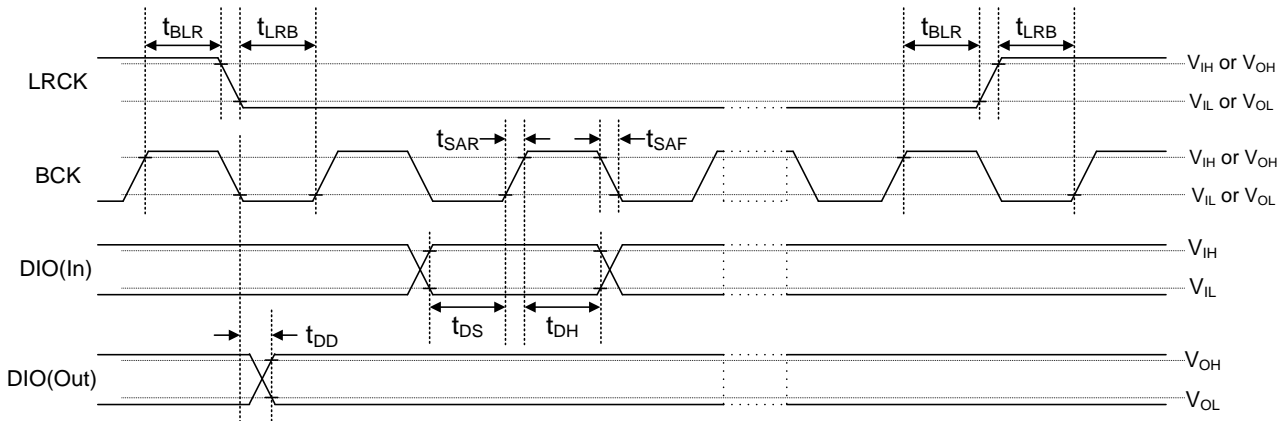 tBLR tLRB tBLR tLRB
LRCK
VIH or VOH
VIL or VOL
tSAR tSAF
BCK
VIH or VOH
VIL or VOL
DIO(In)
VIH
VIL
tDS tDH
tDD
DIO(Out)
VOH
VOL